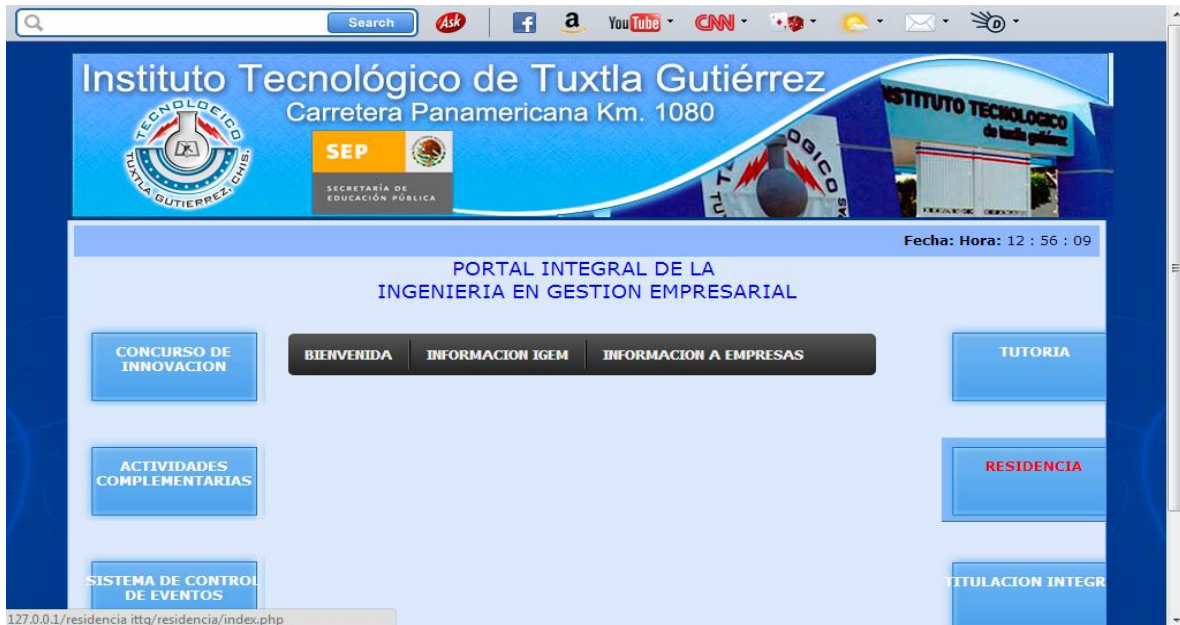 Search
Ask
f
a
YouTube
CNN
D
Instituto Tecnológico de Tuxtla Gutiérrez
Carretera Panamericana Km. 1080
TECNOLOGICO
TUXTLA GUTIERREZ, CHIS.
SEP
SECRETARÍA DE
EDUCACIÓN PÚBLICA
INSTITUTO TECNOLOGICO
de tuxtla gutiérrez
Fecha: Hora: 12 : 56 : 09
PORTAL INTEGRAL DE LA
INGENIERIA EN GESTION EMPRESARIAL
BIENVENIDA INFORMACION IGEM INFORMACION A EMPRESAS
CONCURSO DE
INNOVACION
ACTIVIDADES
COMPLEMENTARIAS
SISTEMA DE CONTROL
DE EVENTOS
TUTORIA
RESIDENCIA
TITULACION INTEGR
127.0.0.1/residencia ittg/residencia/index.php